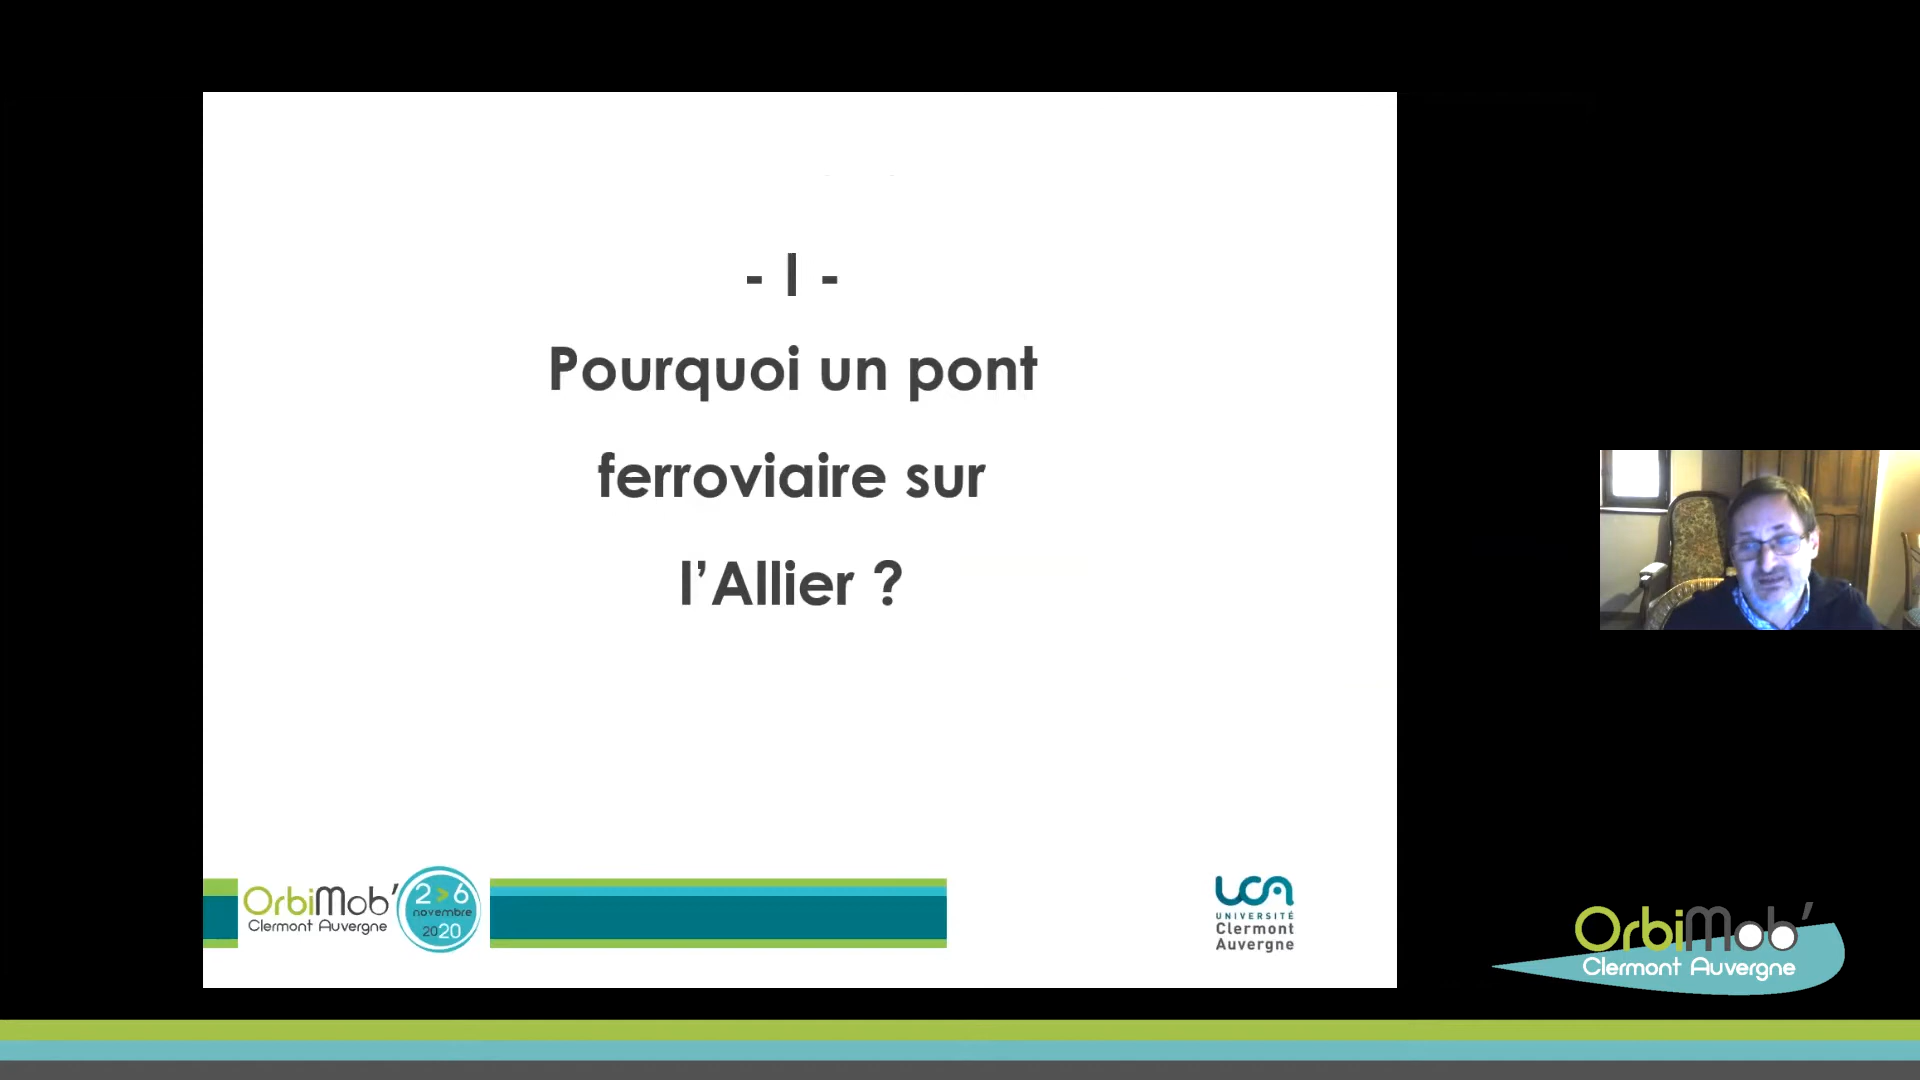 - I -
Pourquoi un pont
ferroviaire sur
l’Allier ?
OrbiMob’
Clermont Auvergne
2>6
novembre
2020
UCA
UNIVERSITÉ
Clermont
Auvergne
OrbiMob’
Clermont Auvergne